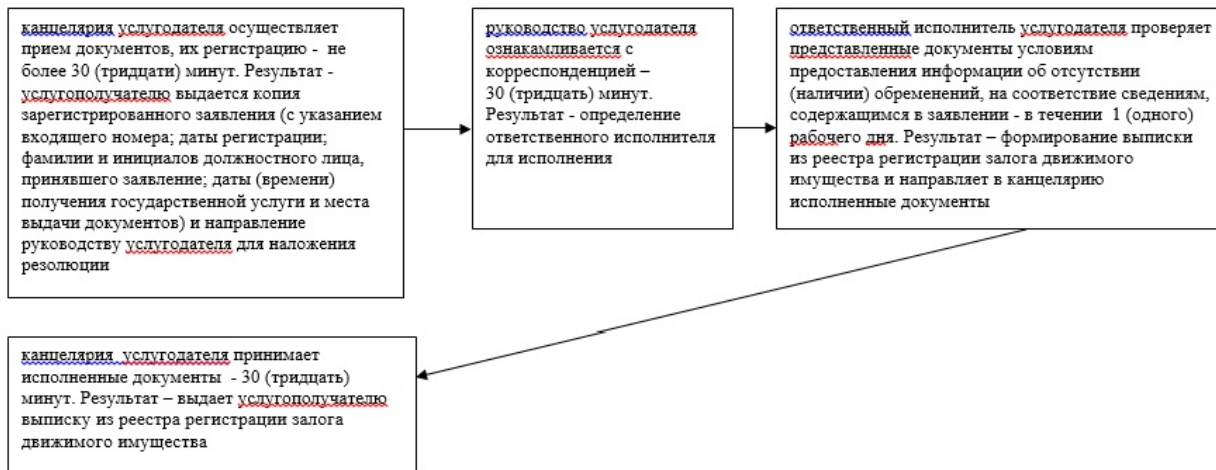 канцелярия услугодателя осуществляет
прием документов, их регистрацию - не
более 30 (тридцати) минут. Результат -
услугополучателю выдается копия
зарегистрированного заявления (с указанием
входящего номера; даты регистрации;
фамилии и инициалов должностного лица,
принявшего заявление; даты (времени)
получения государственной услуги и места
выдачи документов) и направление
руководству услугодателя для наложения
резолюции
руководство услугодателя
ознакамливается с
корреспонденцией –
30 (тридцать) минут.
Результат - определение
ответственного исполнителя
для исполнения
ответственный исполнитель услугодателя проверяет
представленные документы условиям
предоставления информации об отсутствии
(наличии) обременений, на соответствие сведениям,
содержащимся в заявлении - в течении 1 (одного)
рабочего дня. Результат – формирование выписки
из реестра регистрации залога движимого
имущества и направляет в канцелярию
исполненные документы
канцелярия услугодателя принимает
исполненные документы - 30 (тридцать)
минут. Результат – выдает услугополучателю
выписку из реестра регистрации залога
движимого имущества